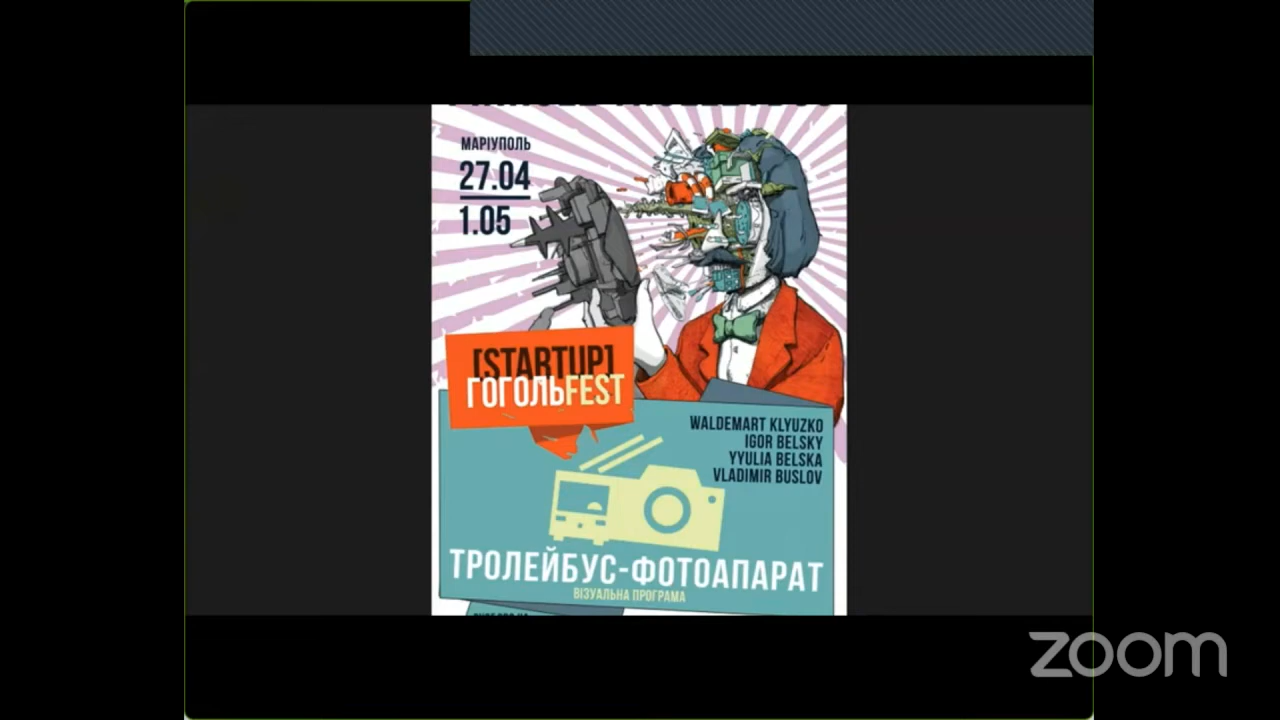 МАРІУПОЛЬ
27.04
1.05
[STARTUP]
ГОГОЛЬFEST
WALDEMART KLYUZKO
IGOR BELSKY
YYULIA BELSKA
VLADIMIR BUSLOV
ТРОЛЕЙБУС-ФОТОАПАРАТ
ВІЗУАЛЬНА ПРОГРАМА
zoom